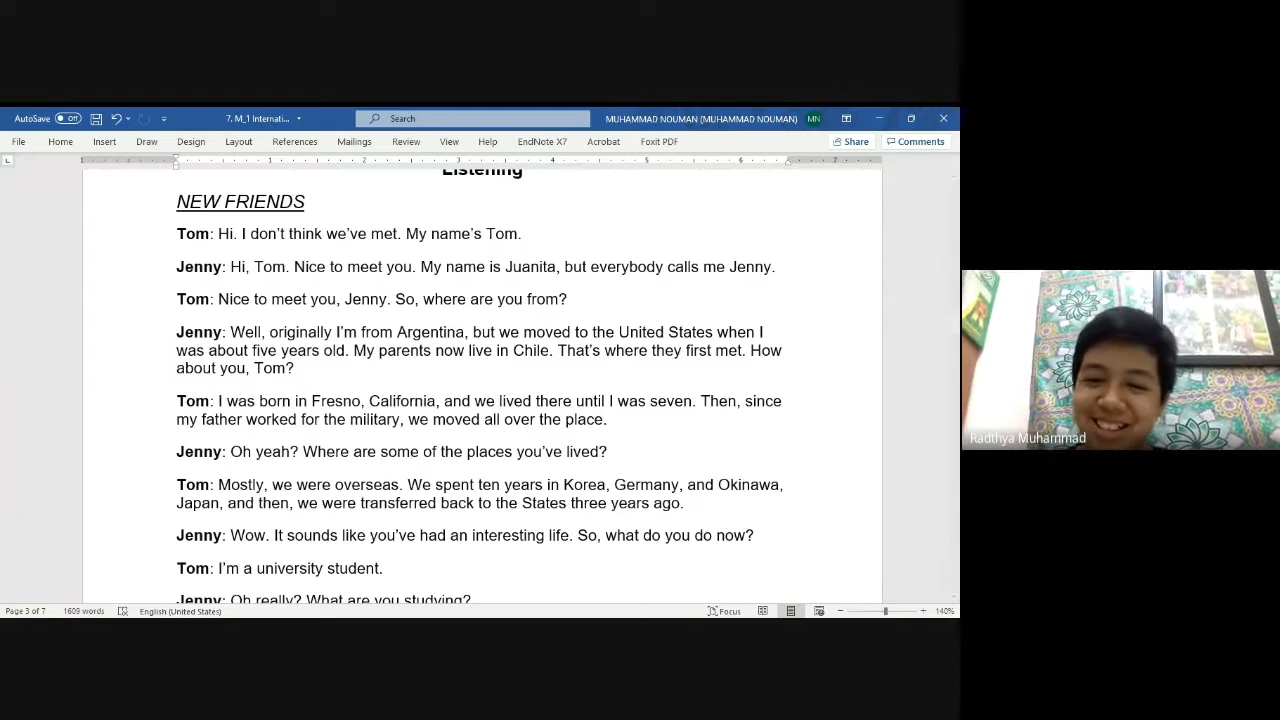 AutoSave Off
7. M_1 Internati...
Search
MUHAMMAD NOUMAN (MUHAMMAD NOUMAN) MN
File Home Insert Draw Design Layout References Mailings Review View Help EndNote X7 Acrobat Foxit PDF Share Comments
1 1 2 3 4 5 6 7
Listening
NEW FRIENDS
Tom: Hi. I don't think we've met. My name's Tom.
Jenny: Hi, Tom. Nice to meet you. My name is Juanita, but everybody calls me Jenny.
Tom: Nice to meet you, Jenny. So, where are you from?
Jenny: Well, originally I'm from Argentina, but we moved to the United States when I
was about five years old. My parents now live in Chile. That's where they first met. How
about you, Tom?
Tom: I was born in Fresno, California, and we lived there until I was seven. Then, since
my father worked for the military, we moved all over the place.
Jenny: Oh yeah? Where are some of the places you've lived?
Tom: Mostly, we were overseas. We spent ten years in Korea, Germany, and Okinawa,
Japan, and then, we were transferred back to the States three years ago.
Jenny: Wow. It sounds like you've had an interesting life. So, what do you do now?
Tom: I'm a university student.
Jenny: Oh really? What are you studying?
Page 3 of 7 1609 words English (United States) Focus 140%
Radthya Muhammad